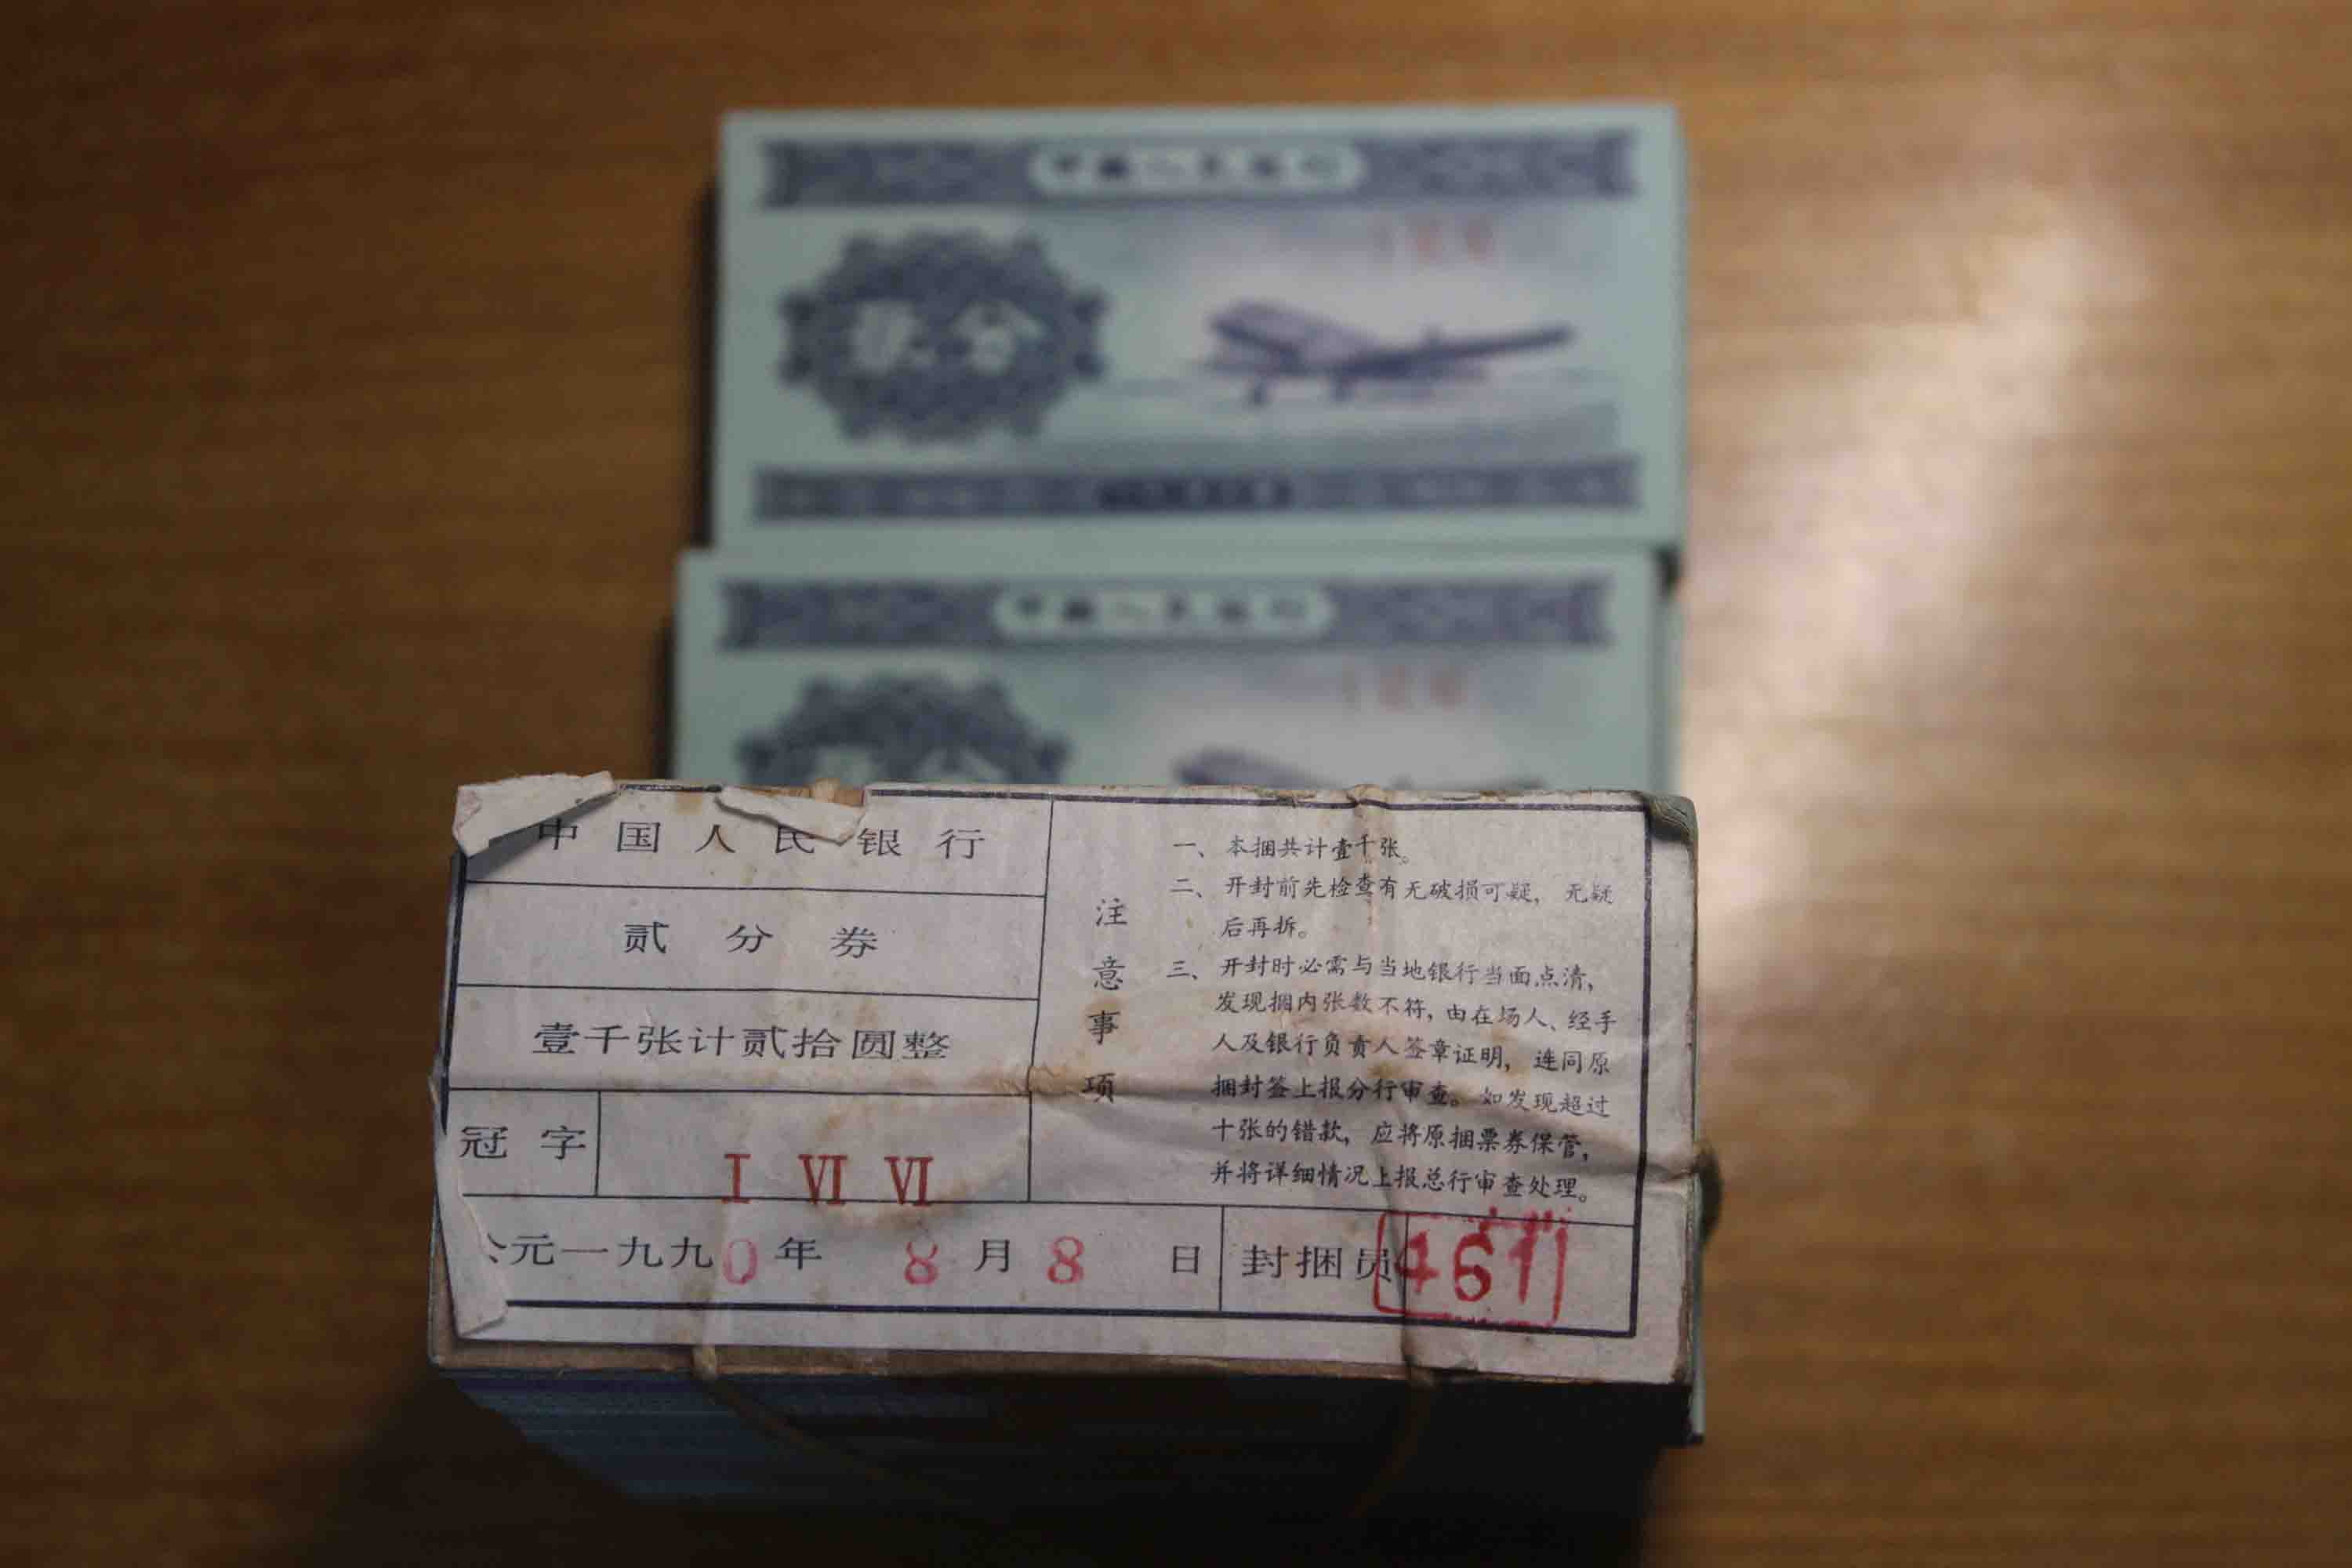 贰分
中国人民银行
贰分券
壹千张计贰拾圆整
冠字
I VI VI
公元一九九0年 8月8日
封捆员 461
注意事项
一、本捆共计壹千张。
二、开封前先检查有无破损可疑，无疑
后再拆。
三、开封时必需与当地银行当面点清，
发现捆内张数不符，由在场人、经手
人及银行负责人签章证明，连同原
捆封签上报分行审查。如发现超过
十张的错款，应将原捆票券保管，
并将详细情况上报总行审查处理。